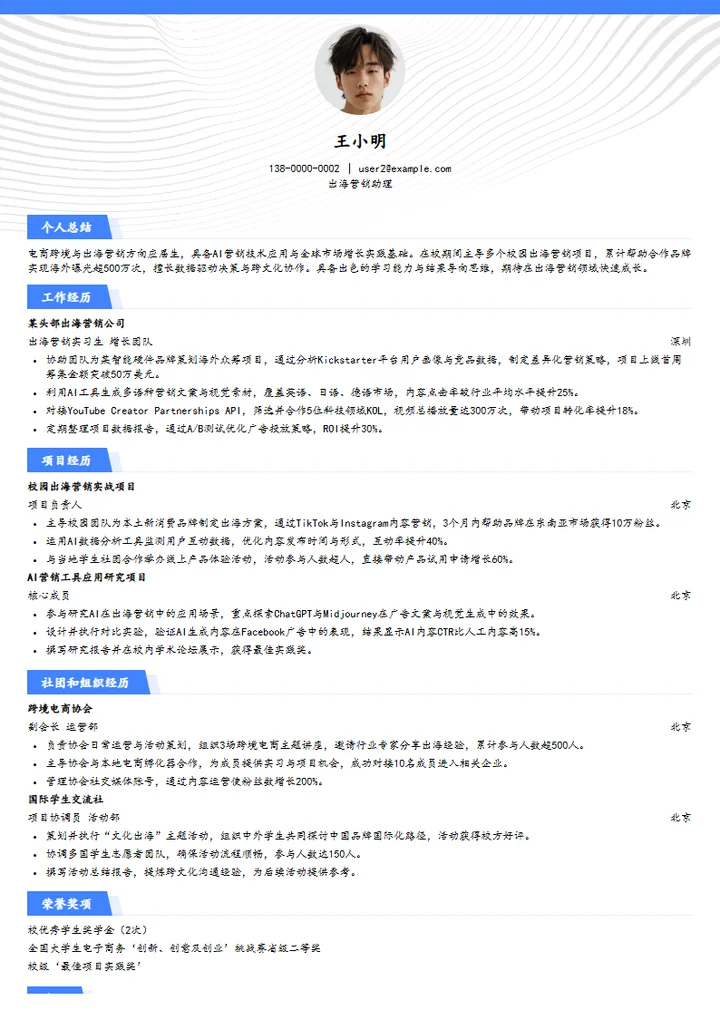 王小明
138-0000-0002 | user2@example.com
出海营销助理
个人总结
电商跨境与出海营销方向应届生，具备AI营销技术应用与全球市场增长实践基础。在校期间主导多个校园出海营销项目，累计帮助合作品牌
实现海外曝光超500万次，擅长数据驱动决策与跨文化协作。具备出色的学习能力与结果导向思维，期待在出海营销领域快速成长。
工作经历
某头部出海营销公司
出海营销实习生 增长团队 深圳
• 协助团队为某智能硬件品牌策划海外众筹项目，通过分析Kickstarter平台用户画像与竞品数据，制定差异化营销策略，项目上线首周
筹集金额突破50万美元。
• 利用AI工具生成多语种营销文案与视觉素材，覆盖英语、日语、德语市场，内容点击率较行业平均水平提升25%。
• 对接YouTube Creator Partnerships API，筛选并合作5位科技领域KOL，视频总播放量达300万次，带动项目转化率提升18%。
• 定期整理项目数据报告，通过A/B测试优化广告投放策略，ROI提升30%。
项目经历
校园出海营销实战项目
项目负责人 北京
• 主导校园团队为本土新消费品牌制定出海方案，通过TikTok与Instagram内容营销，3个月内帮助品牌在东南亚市场获得10万粉丝。
• 运用AI数据分析工具监测用户互动数据，优化内容发布时间与形式，互动率提升40%。
• 与当地学生社团合作举办线上产品体验活动，活动参与人数超人，直接带动产品试用申请增长60%。
AI营销工具应用研究项目
核心成员 北京
• 参与研究AI在出海营销中的应用场景，重点探索ChatGPT与Midjourney在广告文案与视觉生成中的效果。
• 设计并执行对比实验，验证AI生成内容在Facebook广告中的表现，结果显示AI内容CTR比人工内容高15%。
• 撰写研究报告并在校内学术论坛展示，获得最佳实践奖。
社团和组织经历
跨境电商协会
副会长 运营部 北京
• 负责协会日常运营与活动策划，组织3场跨境电商主题讲座，邀请行业专家分享出海经验，累计参与人数超500人。
• 主导协会与本地电商孵化器合作，为成员提供实习与项目机会，成功对接10名成员进入相关企业。
• 管理协会社交媒体账号，通过内容运营使粉丝数增长200%。
国际学生交流社
项目协调员 活动部 北京
• 策划并执行“文化出海”主题活动，组织中外学生共同探讨中国品牌国际化路径，活动获得校方好评。
• 协调多国学生志愿者团队，确保活动流程顺畅，参与人数达150人。
• 撰写活动总结报告，提炼跨文化沟通经验，为后续活动提供参考。
荣誉奖项
校优秀学生奖学金（2次）
全国大学生电子商务‘创新、创意及创业’挑战赛省级二等奖
校级‘最佳项目实践奖’